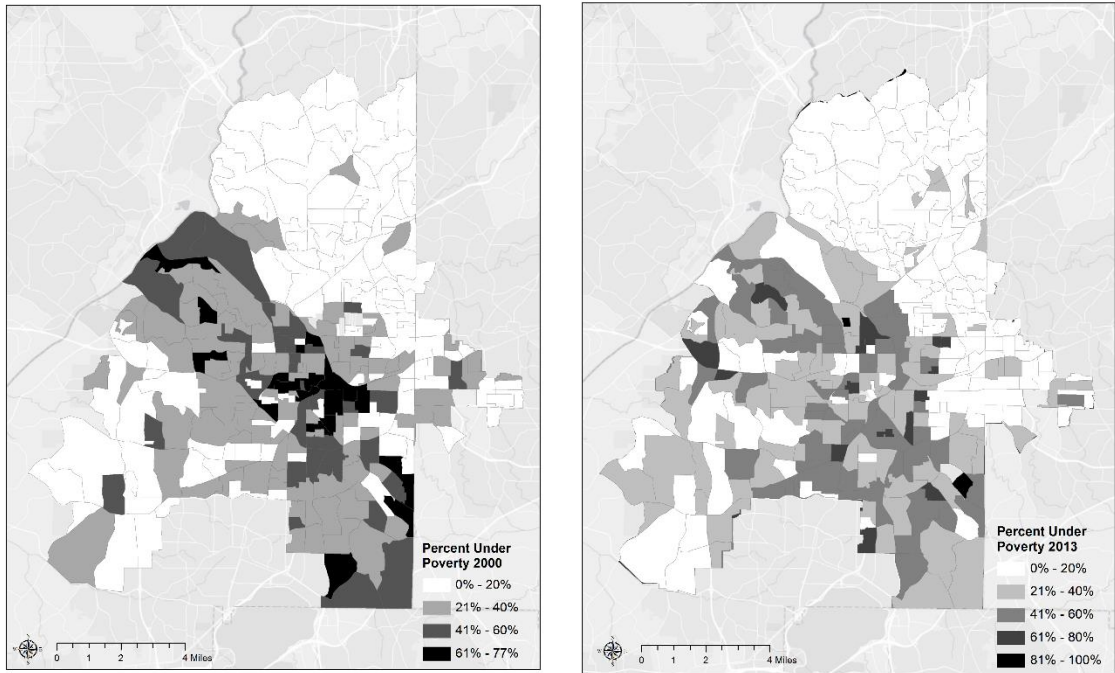 Percent Under
Poverty 2000
0% - 20%
21% - 40%
41% - 60%
61% - 77%
0 1 2 4 Miles
Percent Under
Poverty 2013
0% - 20%
21% - 40%
41% - 60%
61% - 80%
81% - 100%
0 1 2 4 Miles